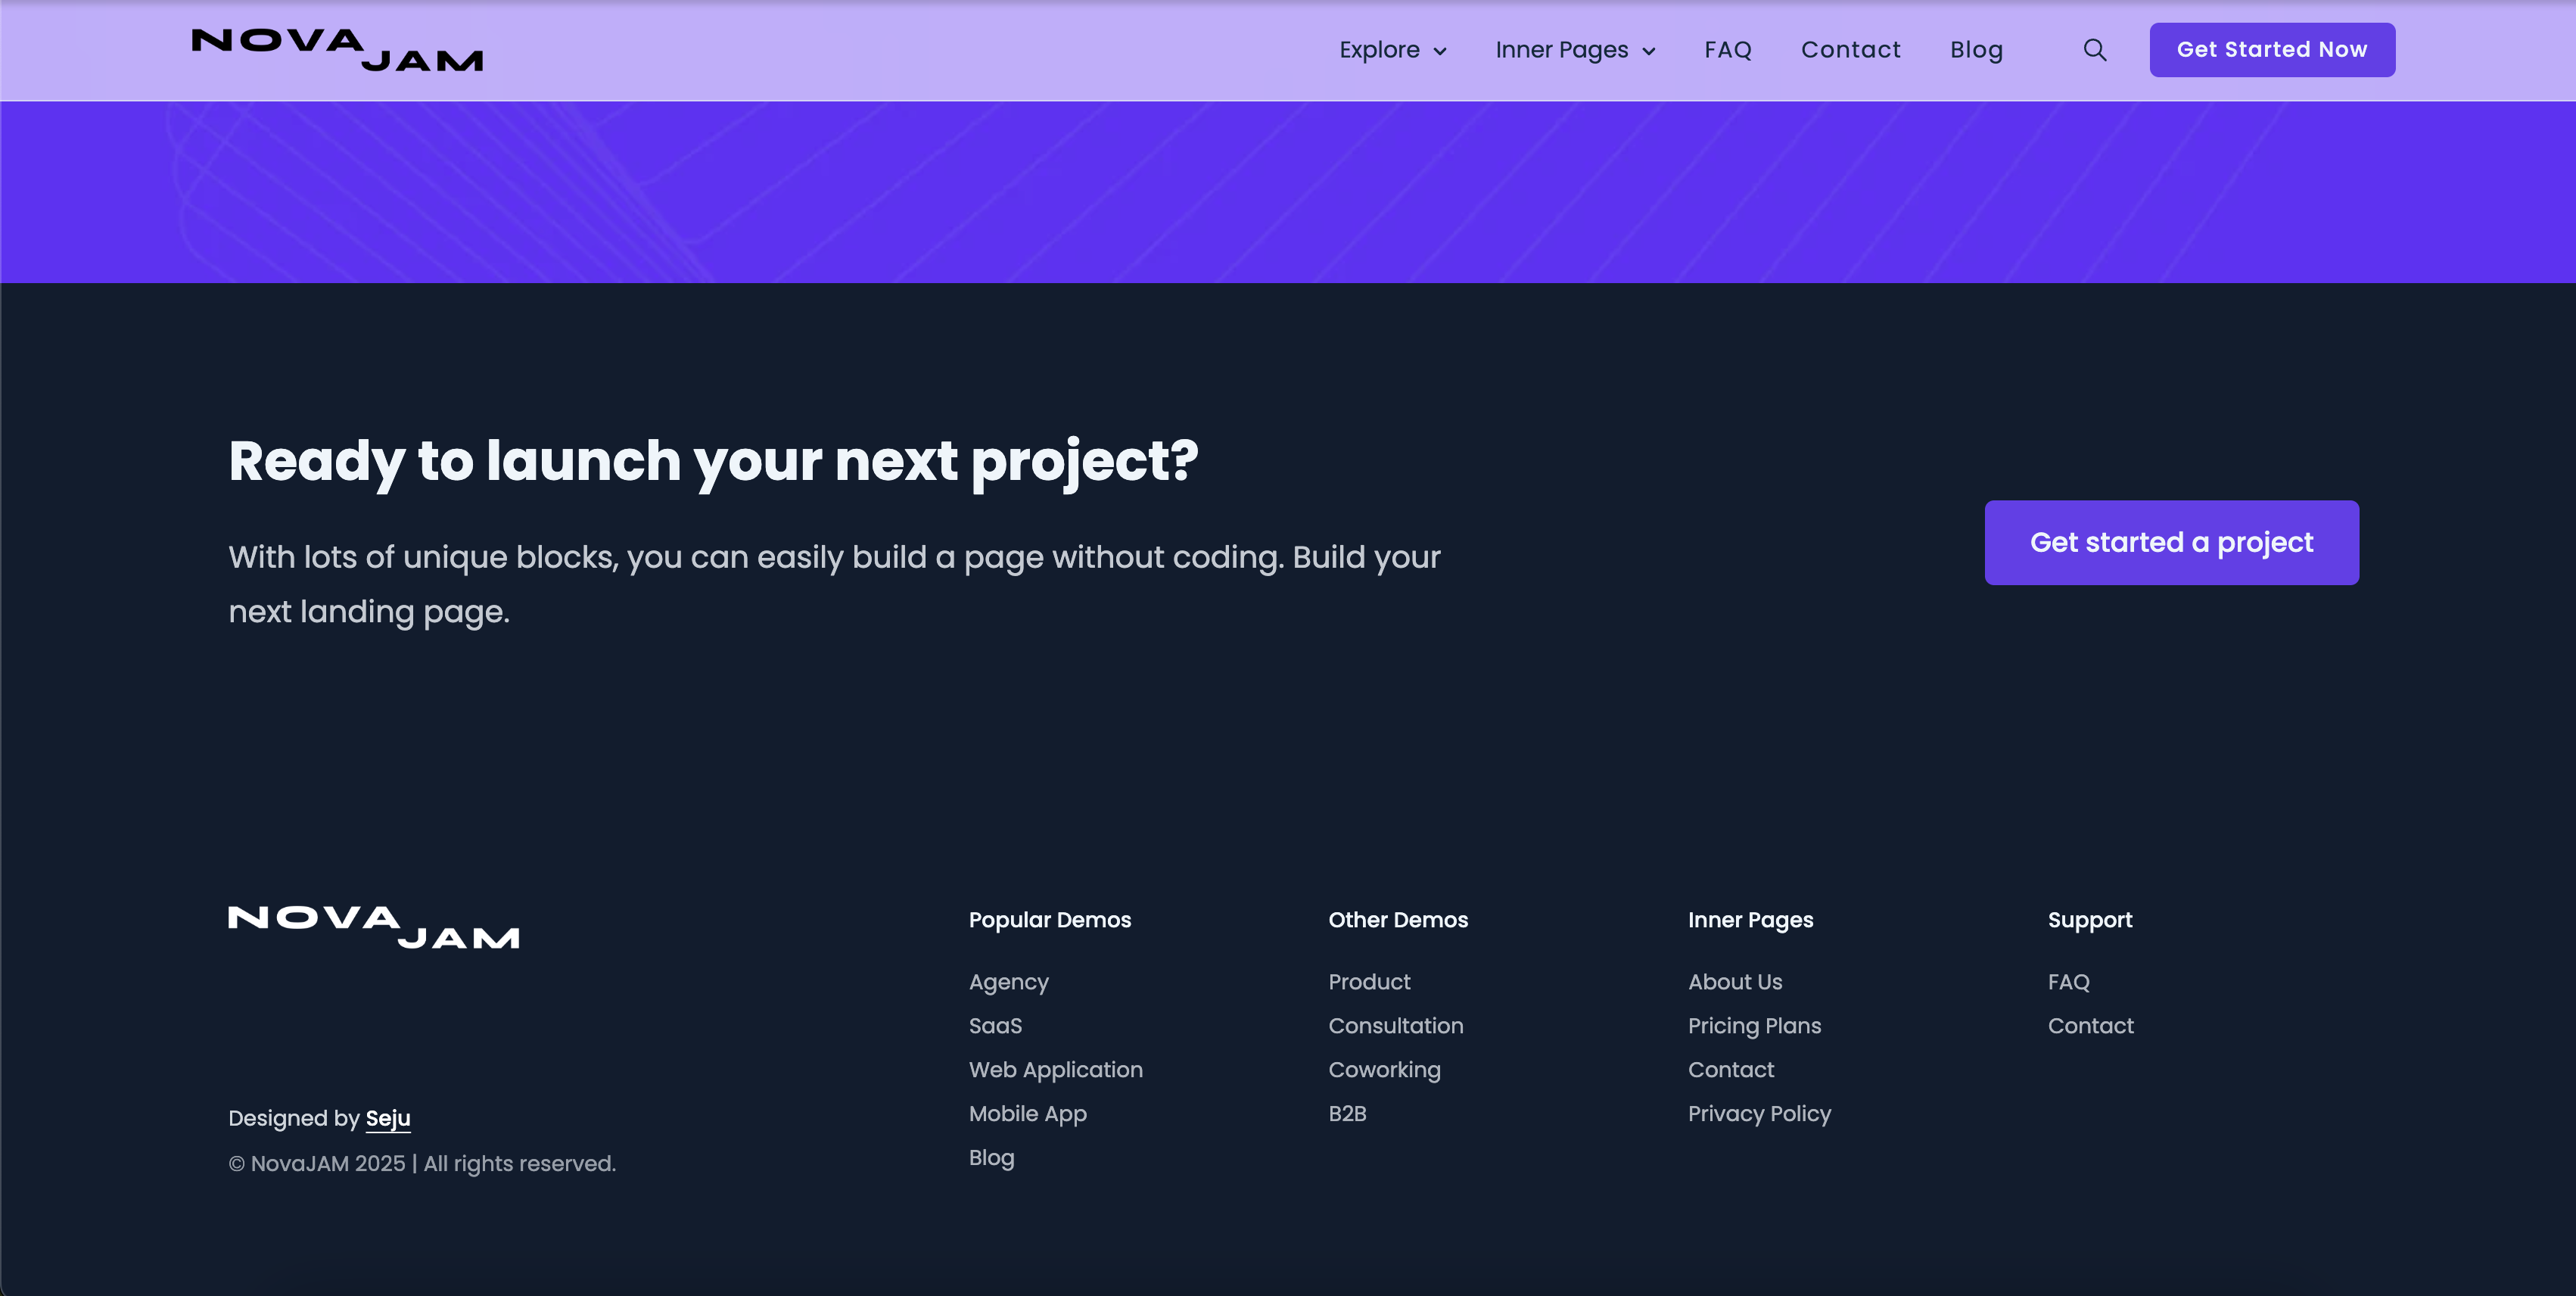 NOVA JAM
Explore
Inner Pages
FAQ
Contact
Blog
Get Started Now
Ready to launch your next project?
With lots of unique blocks, you can easily build a page without coding. Build your
next landing page.
Get started a project
NOVA JAM
Designed by Seju
© NovaJAM 2025 | All rights reserved.
Popular Demos
Agency
SaaS
Web Application
Mobile App
Blog
Other Demos
Product
Consultation
Coworking
B2B
Inner Pages
About Us
Pricing Plans
Contact
Privacy Policy
Support
FAQ
Contact